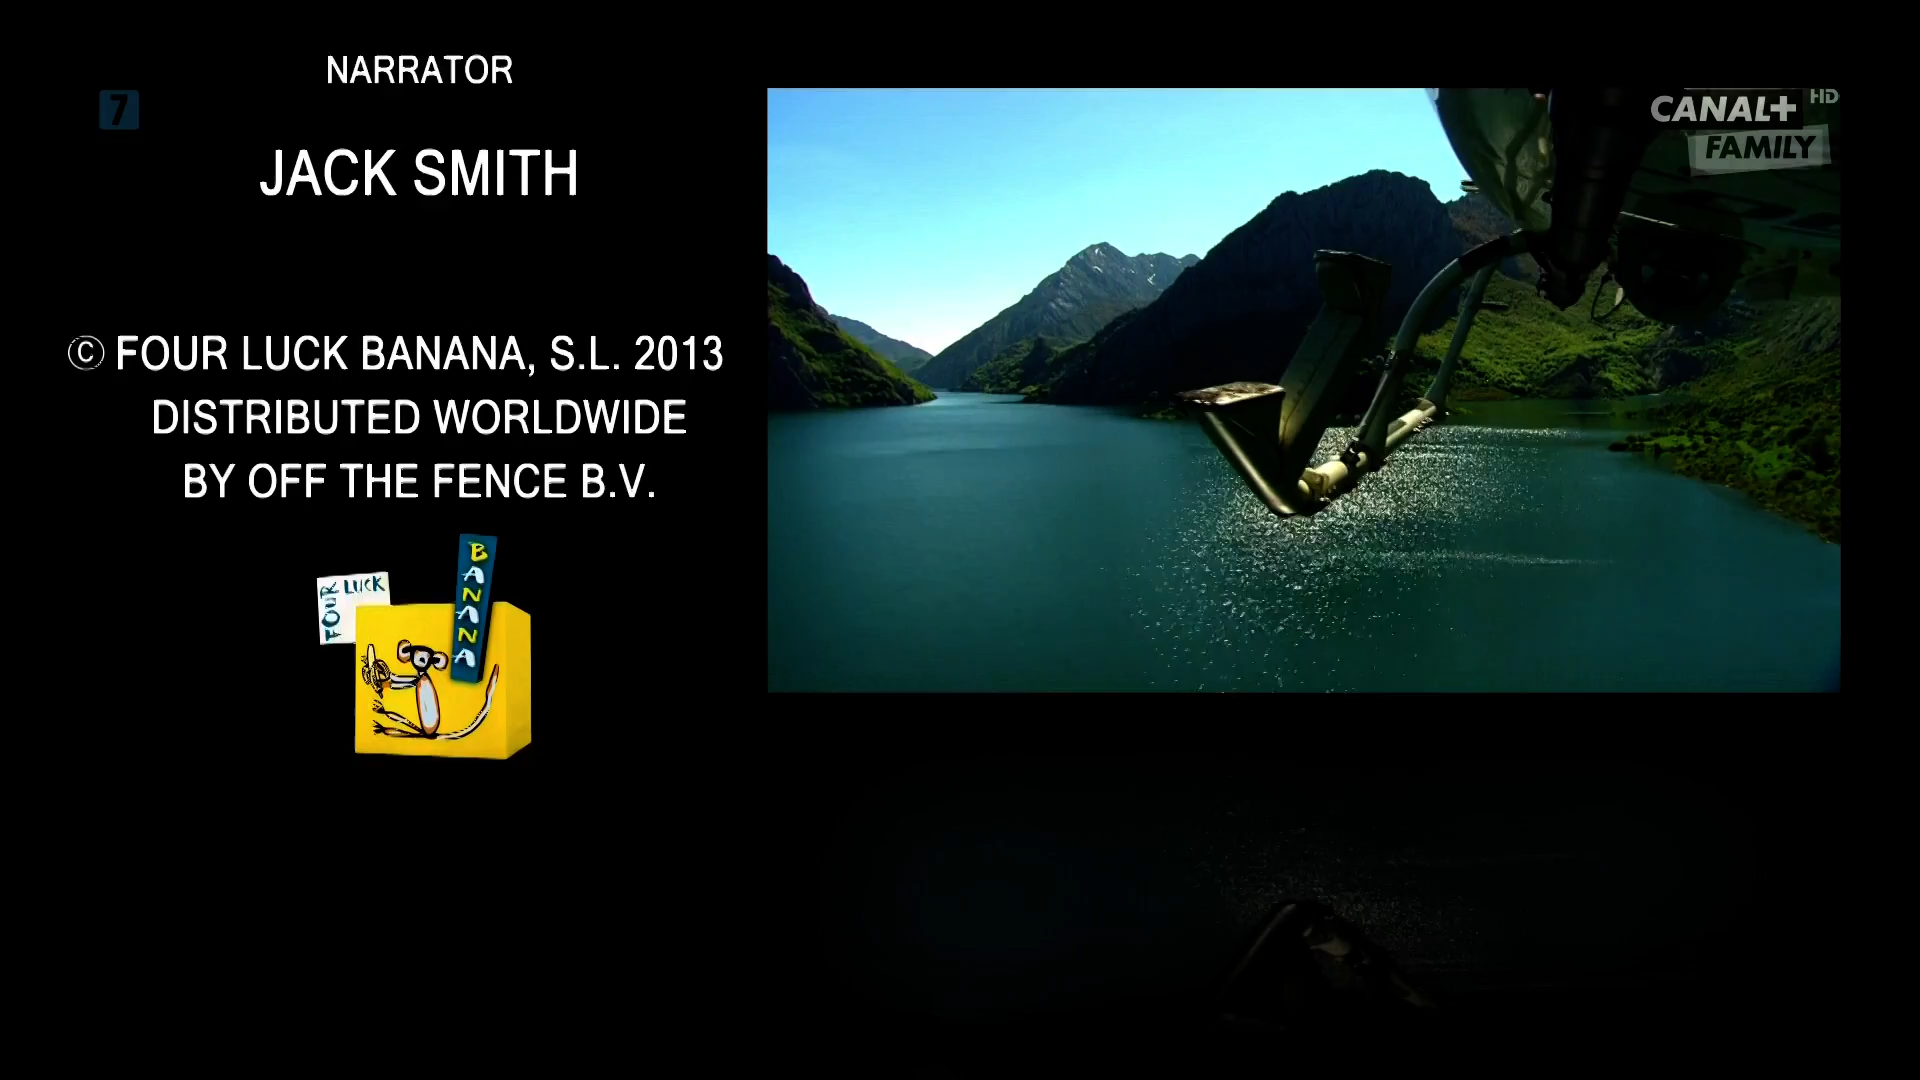 NARRATOR
7
JACK SMITH
© FOUR LUCK BANANA, S.L. 2013
DISTRIBUTED WORLDWIDE
BY OFF THE FENCE B.V.
FOUR LUCK
BANANA
CANAL+ HD
FAMILY